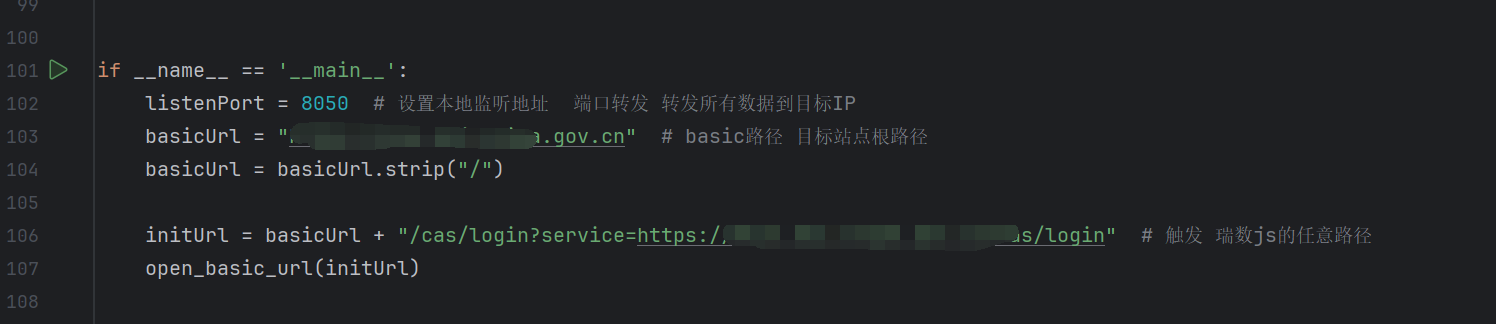 99
100
101 if __name__ == '__main__':
102 listenPort = 8050 # 设置本地监听地址 端口转发 转发所有数据到目标IP
103 basicUrl = "a.gov.cn" # basic路径 目标站点根路径
104 basicUrl = basicUrl.strip("/")
105
106 initUrl = basicUrl + "/cas/login?service=https:/as/login" # 触发 瑞数js的任意路径
107 open_basic_url(initUrl)
108